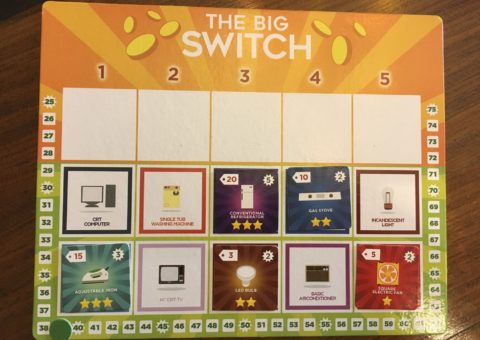 THE BIG
SWITCH
1 2 3 4 5
25 75
26 74
27 73
28 72
29 71
30 70
20 5
10 2
CRT
COMPUTER
SINGLE TUB
WASHING MACHINE
CONVENTIONAL
REFRIGERATOR
GAS STOVE
INCANDESCENT
LIGHT
15 3
3 2
5 2
ADJUSTABLE IRON
14" CRT TV
LED BULB
BASIC
AIRCONDITIONER
SQUARE
ELECTRIC FAN
31 69
32 68
33 67
34 66
35 65
36 64
37 63
38 40 41 42 43 44 45 46 47 48 49 50 51 52 53 54 55 56 57 58 59 60